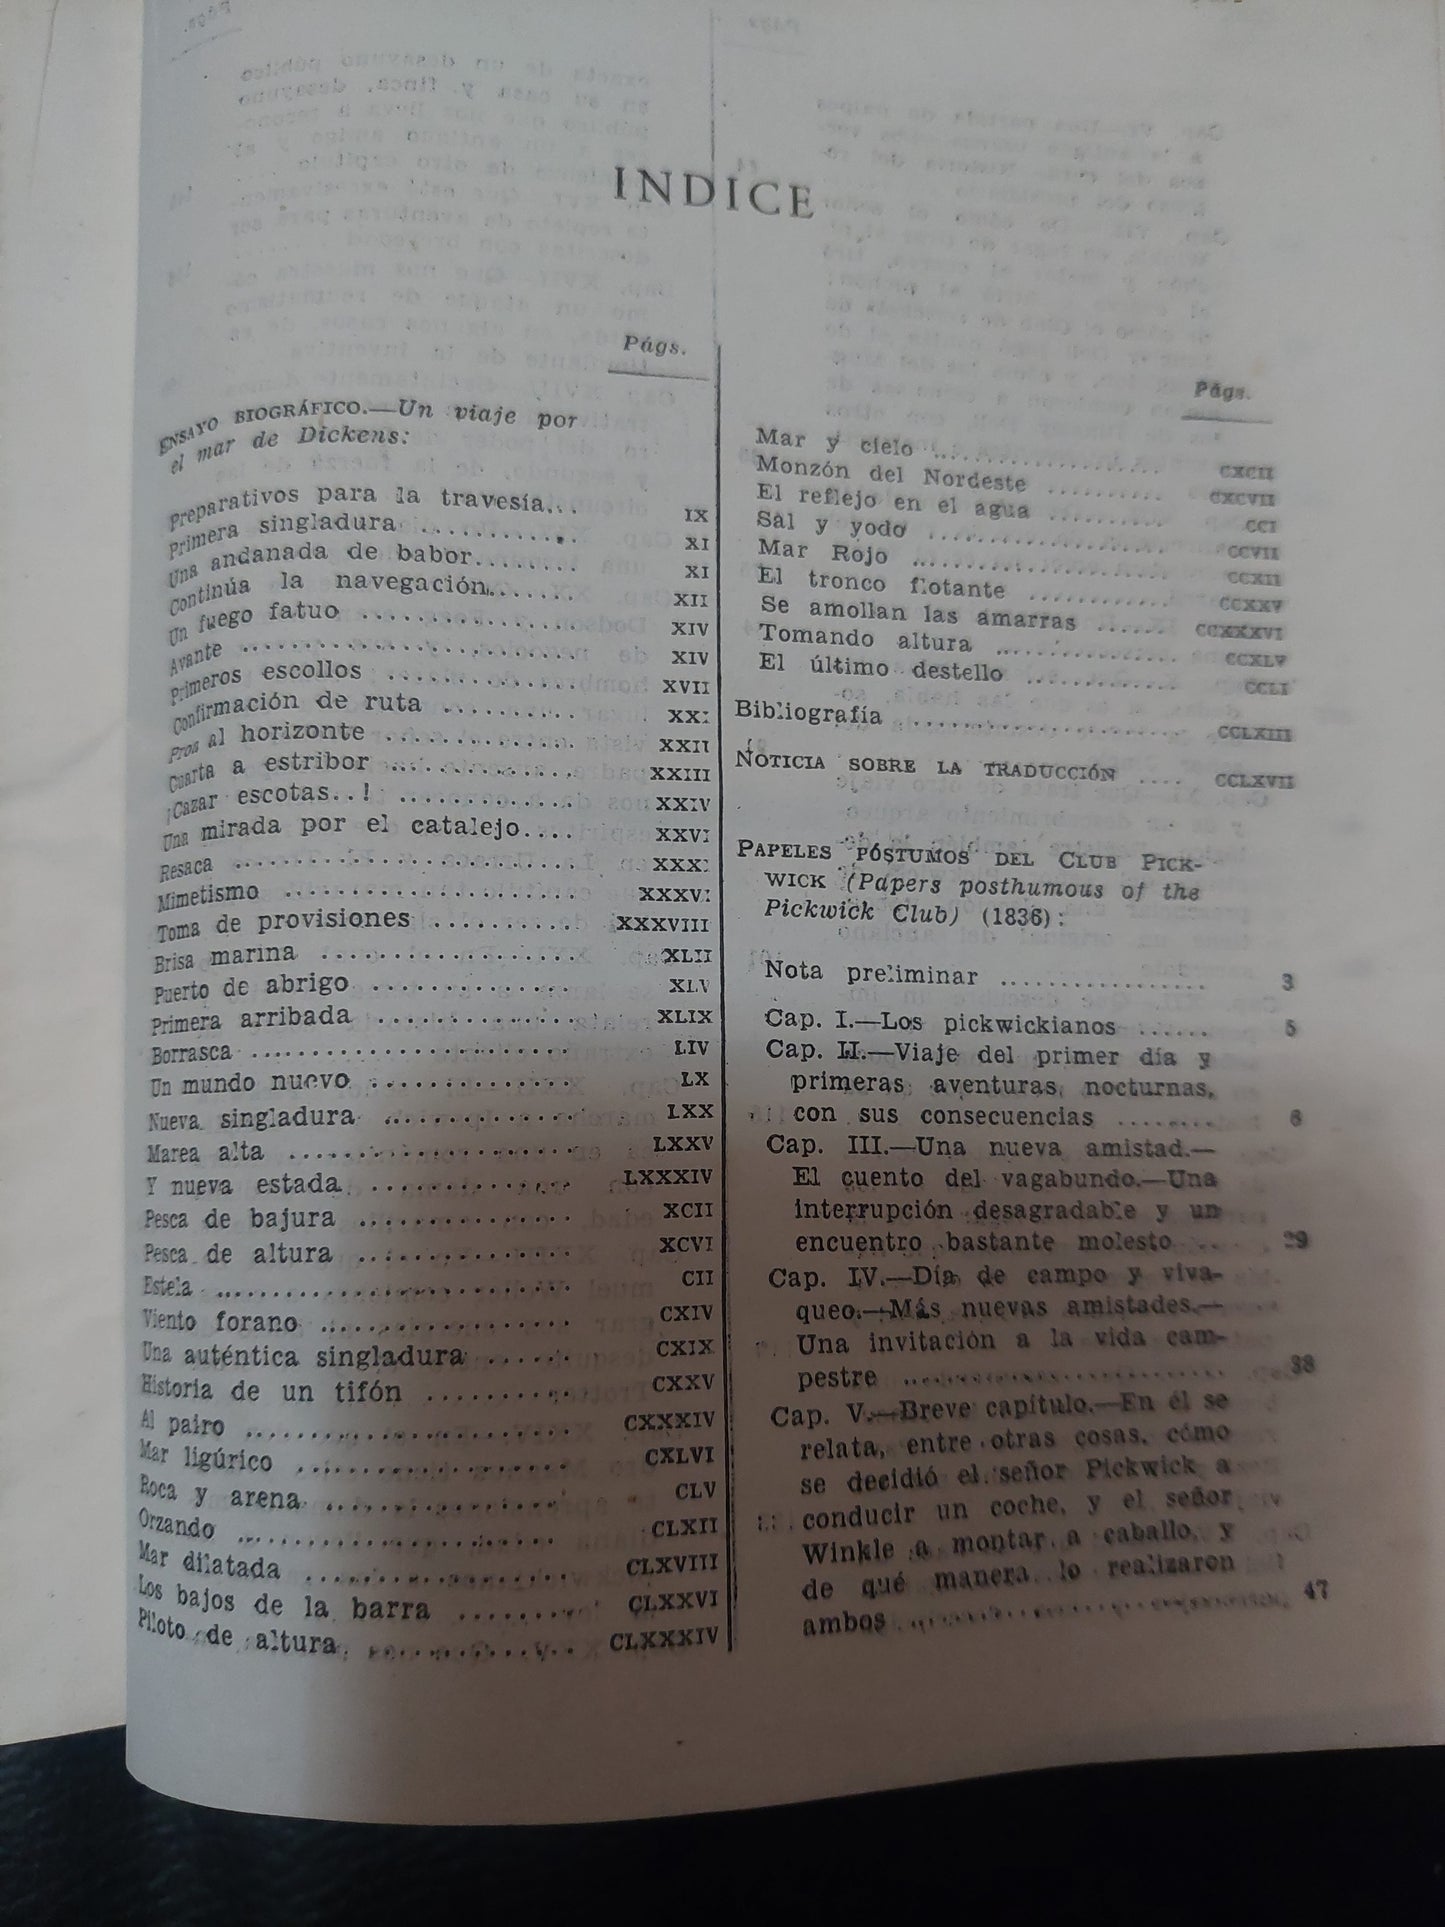 INDICE
Págs.
ENSAYO BIOGRÁFICO.—Un viaje por
el mar de Dickens:
Preparativos para la travesía... IX
Primera singladura ............ XI
Una andanada de babor......... XI
Continúa la navegación....... XII
Un fuego fatuo ............... XIV
Avante ........................ XIV
Primeros escollos ............. XVII
Confirmación de ruta .......... XXI
Proa al horizonte ............. XXII
Cuarta a estribor ............. XXIII
¡Cazar escotas..! ............. XXIV
Una mirada por el catalejo.... XXVI
Resaca ........................ XXXI
Mimetismo .................... XXXVI
Toma de provisiones ........... XXXVIII
Brisa marina .................. XLII
Puerto de abrigo .............. XLV
Primera arribada .............. XLIX
Borrasca ...................... LIV
Un mundo nuevo ............... LX
Nueva singladura ............. LXX
Marea alta ................... LXXV
Y nueva estada ............... LXXXIV
Pesca de bajura .............. XCII
Pesca de altura .............. XCVI
Estela ........................ CII
Viento forano ................ CXIV
Una auténtica singladura ...... CXIX
Historia de un tifón .......... CXXV
Al pairo ...................... CXXXIV
Mar ligúrico .................. CXLVI
Roca y arena ................. CLV
Orzando ...................... CLXII
Mar dilatada ................. CLXVIII
Los bajos de la barra ......... CLXXVI
Piloto de altura .............. CLXXXIV
Págs.
Mar y cielo .................. CXCII
Monzón del Nordeste .......... CXCVII
El reflejo en el agua ......... CCI
Sal y yodo ................... CCVII
Mar Rojo ..................... CCXII
El tronco flotante ............ CCXXV
Se amollan las amarras ...... CCXXXVI
Tomando altura ............... CCXLV
El último destello ............ CCLI
Bibliografía .................. CCLXIII
NOTICIA SOBRE LA TRADUCCIÓN .... CCLXVII
PAPELES PÓSTUMOS DEL CLUB PICK-
WICK (Papers posthumous of the
Pickwick Club) (1836):
Nota preliminar ................ 3
Cap. I.—Los pickwickianos ...... 5
Cap. II.—Viaje del primer día y
primeras aventuras nocturnas,
con sus consecuencias ........ 8
Cap. III.—Una nueva amistad.—
El cuento del vagabundo.—Una
interrupción desagradable y un
encuentro bastante molesto .. 29
Cap. IV.—Día de campo y viva-
queo.—Más nuevas amistades.—
Una invitación a la vida cam-
pestre ....................... 38
Cap. V.—Breve capítulo.—En él se
relata, entre otras cosas, cómo
se decidió el señor Pickwick a
conducir un coche, y el señor
Winkle a montar a caballo, y
de qué manera lo realizaron
ambos ........................ 47